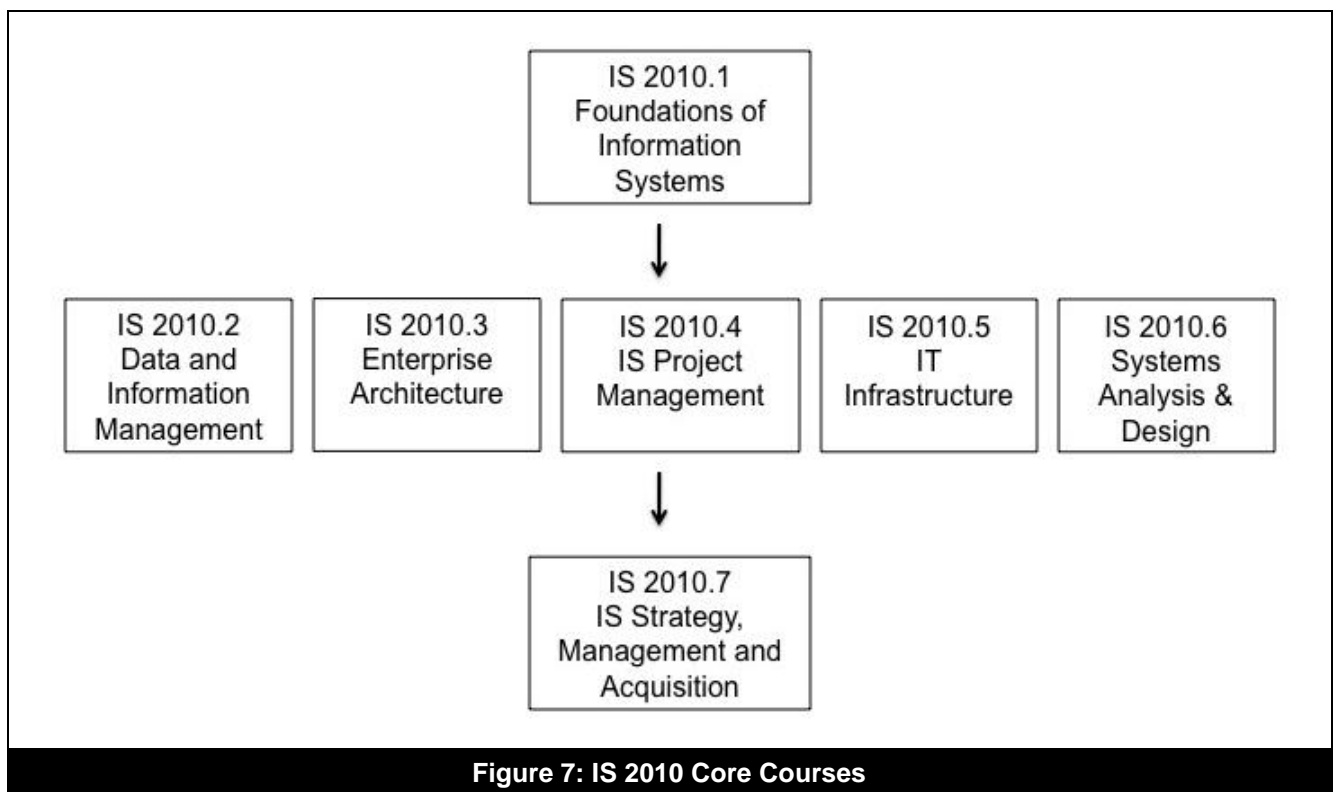 IS 2010.1
Foundations of
Information
Systems
IS 2010.2
Data and
Information
Management
IS 2010.3
Enterprise
Architecture
IS 2010.4
IS Project
Management
IS 2010.5
IT
Infrastructure
IS 2010.6
Systems
Analysis &
Design
IS 2010.7
IS Strategy,
Management and
Acquisition
Figure 7: IS 2010 Core Courses